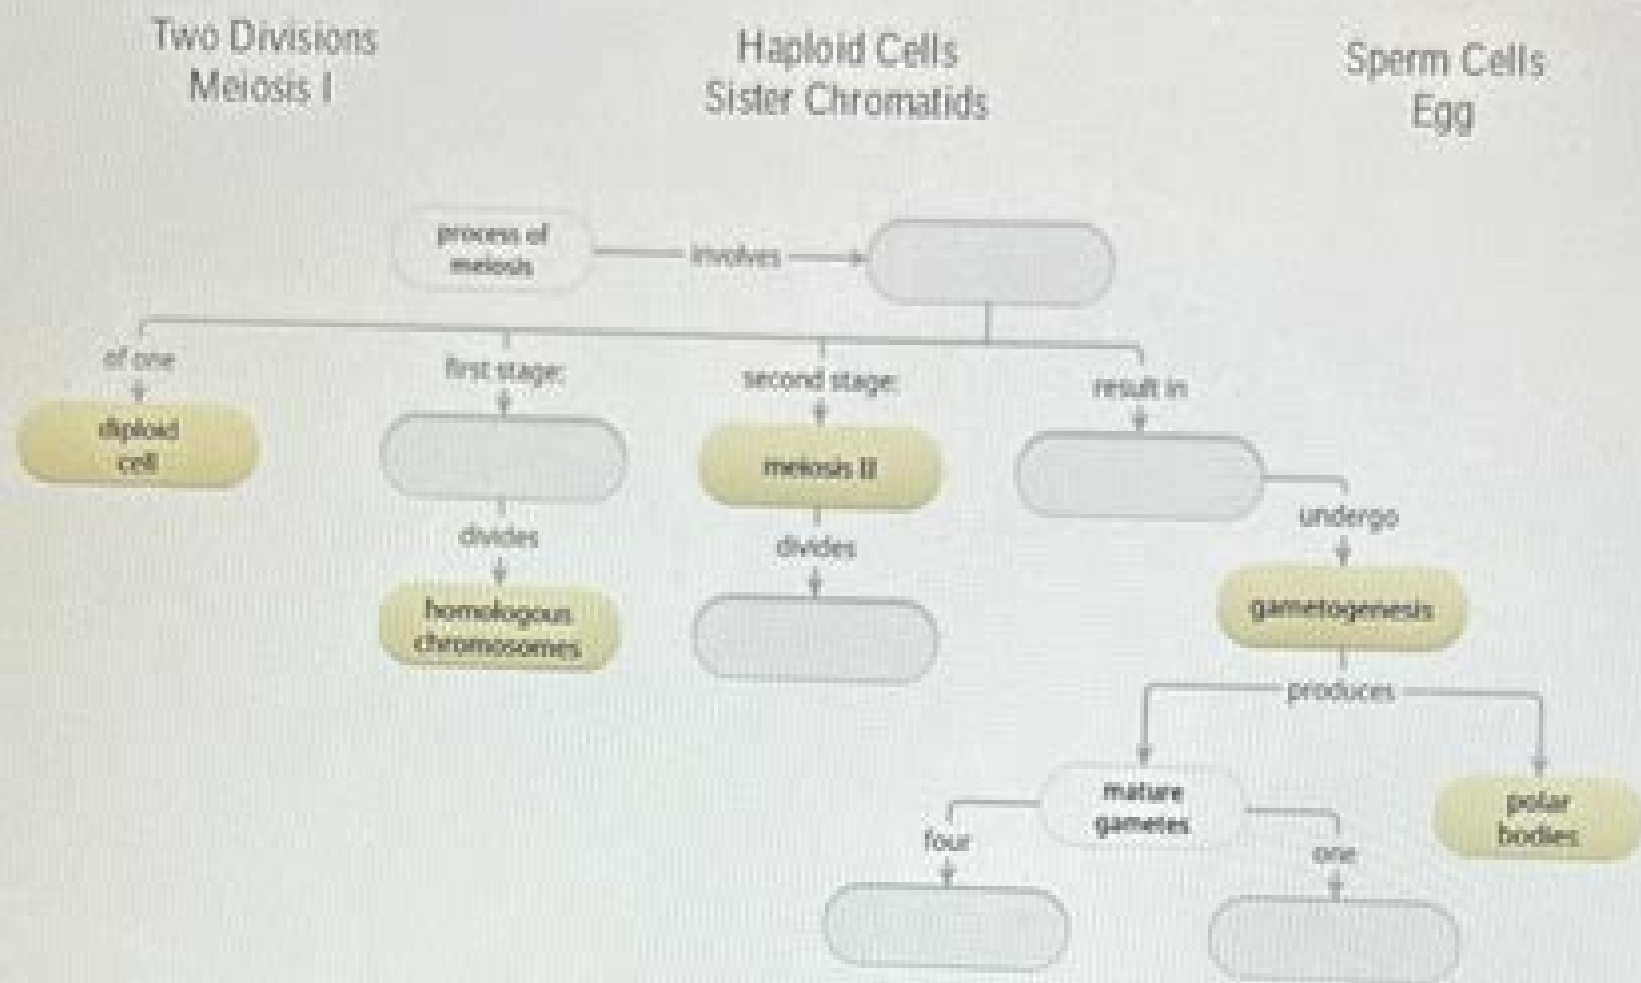 Two Divisions
Meiosis I
Haploid Cells
Sister Chromatids
Sperm Cells
Egg
process of
meiosis
involves
of one
first stage:
second stage:
result in
diploid
cell
meiosis II
undergo
divides
divides
homologous
chromosomes
gametogenesis
produces
mature
gametes
polar
bodies
four
one